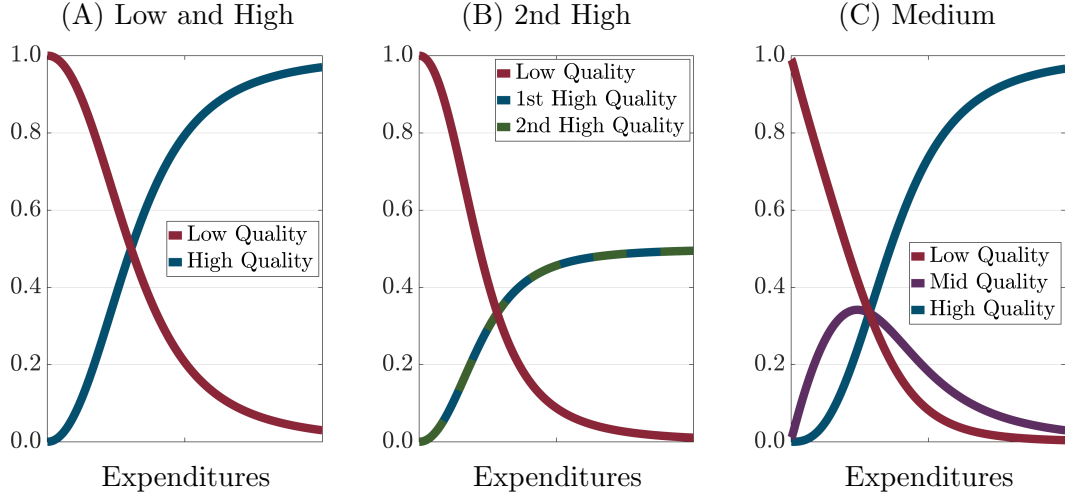 (A) Low and High
1.0
0.8
0.6
0.4
0.2
0.0
Low Quality
High Quality
Expenditures
(B) 2nd High
1.0
0.8
0.6
0.4
0.2
0.0
Low Quality
1st High Quality
2nd High Quality
Expenditures
(C) Medium
1.0
0.8
0.6
0.4
0.2
0.0
Low Quality
Mid Quality
High Quality
Expenditures